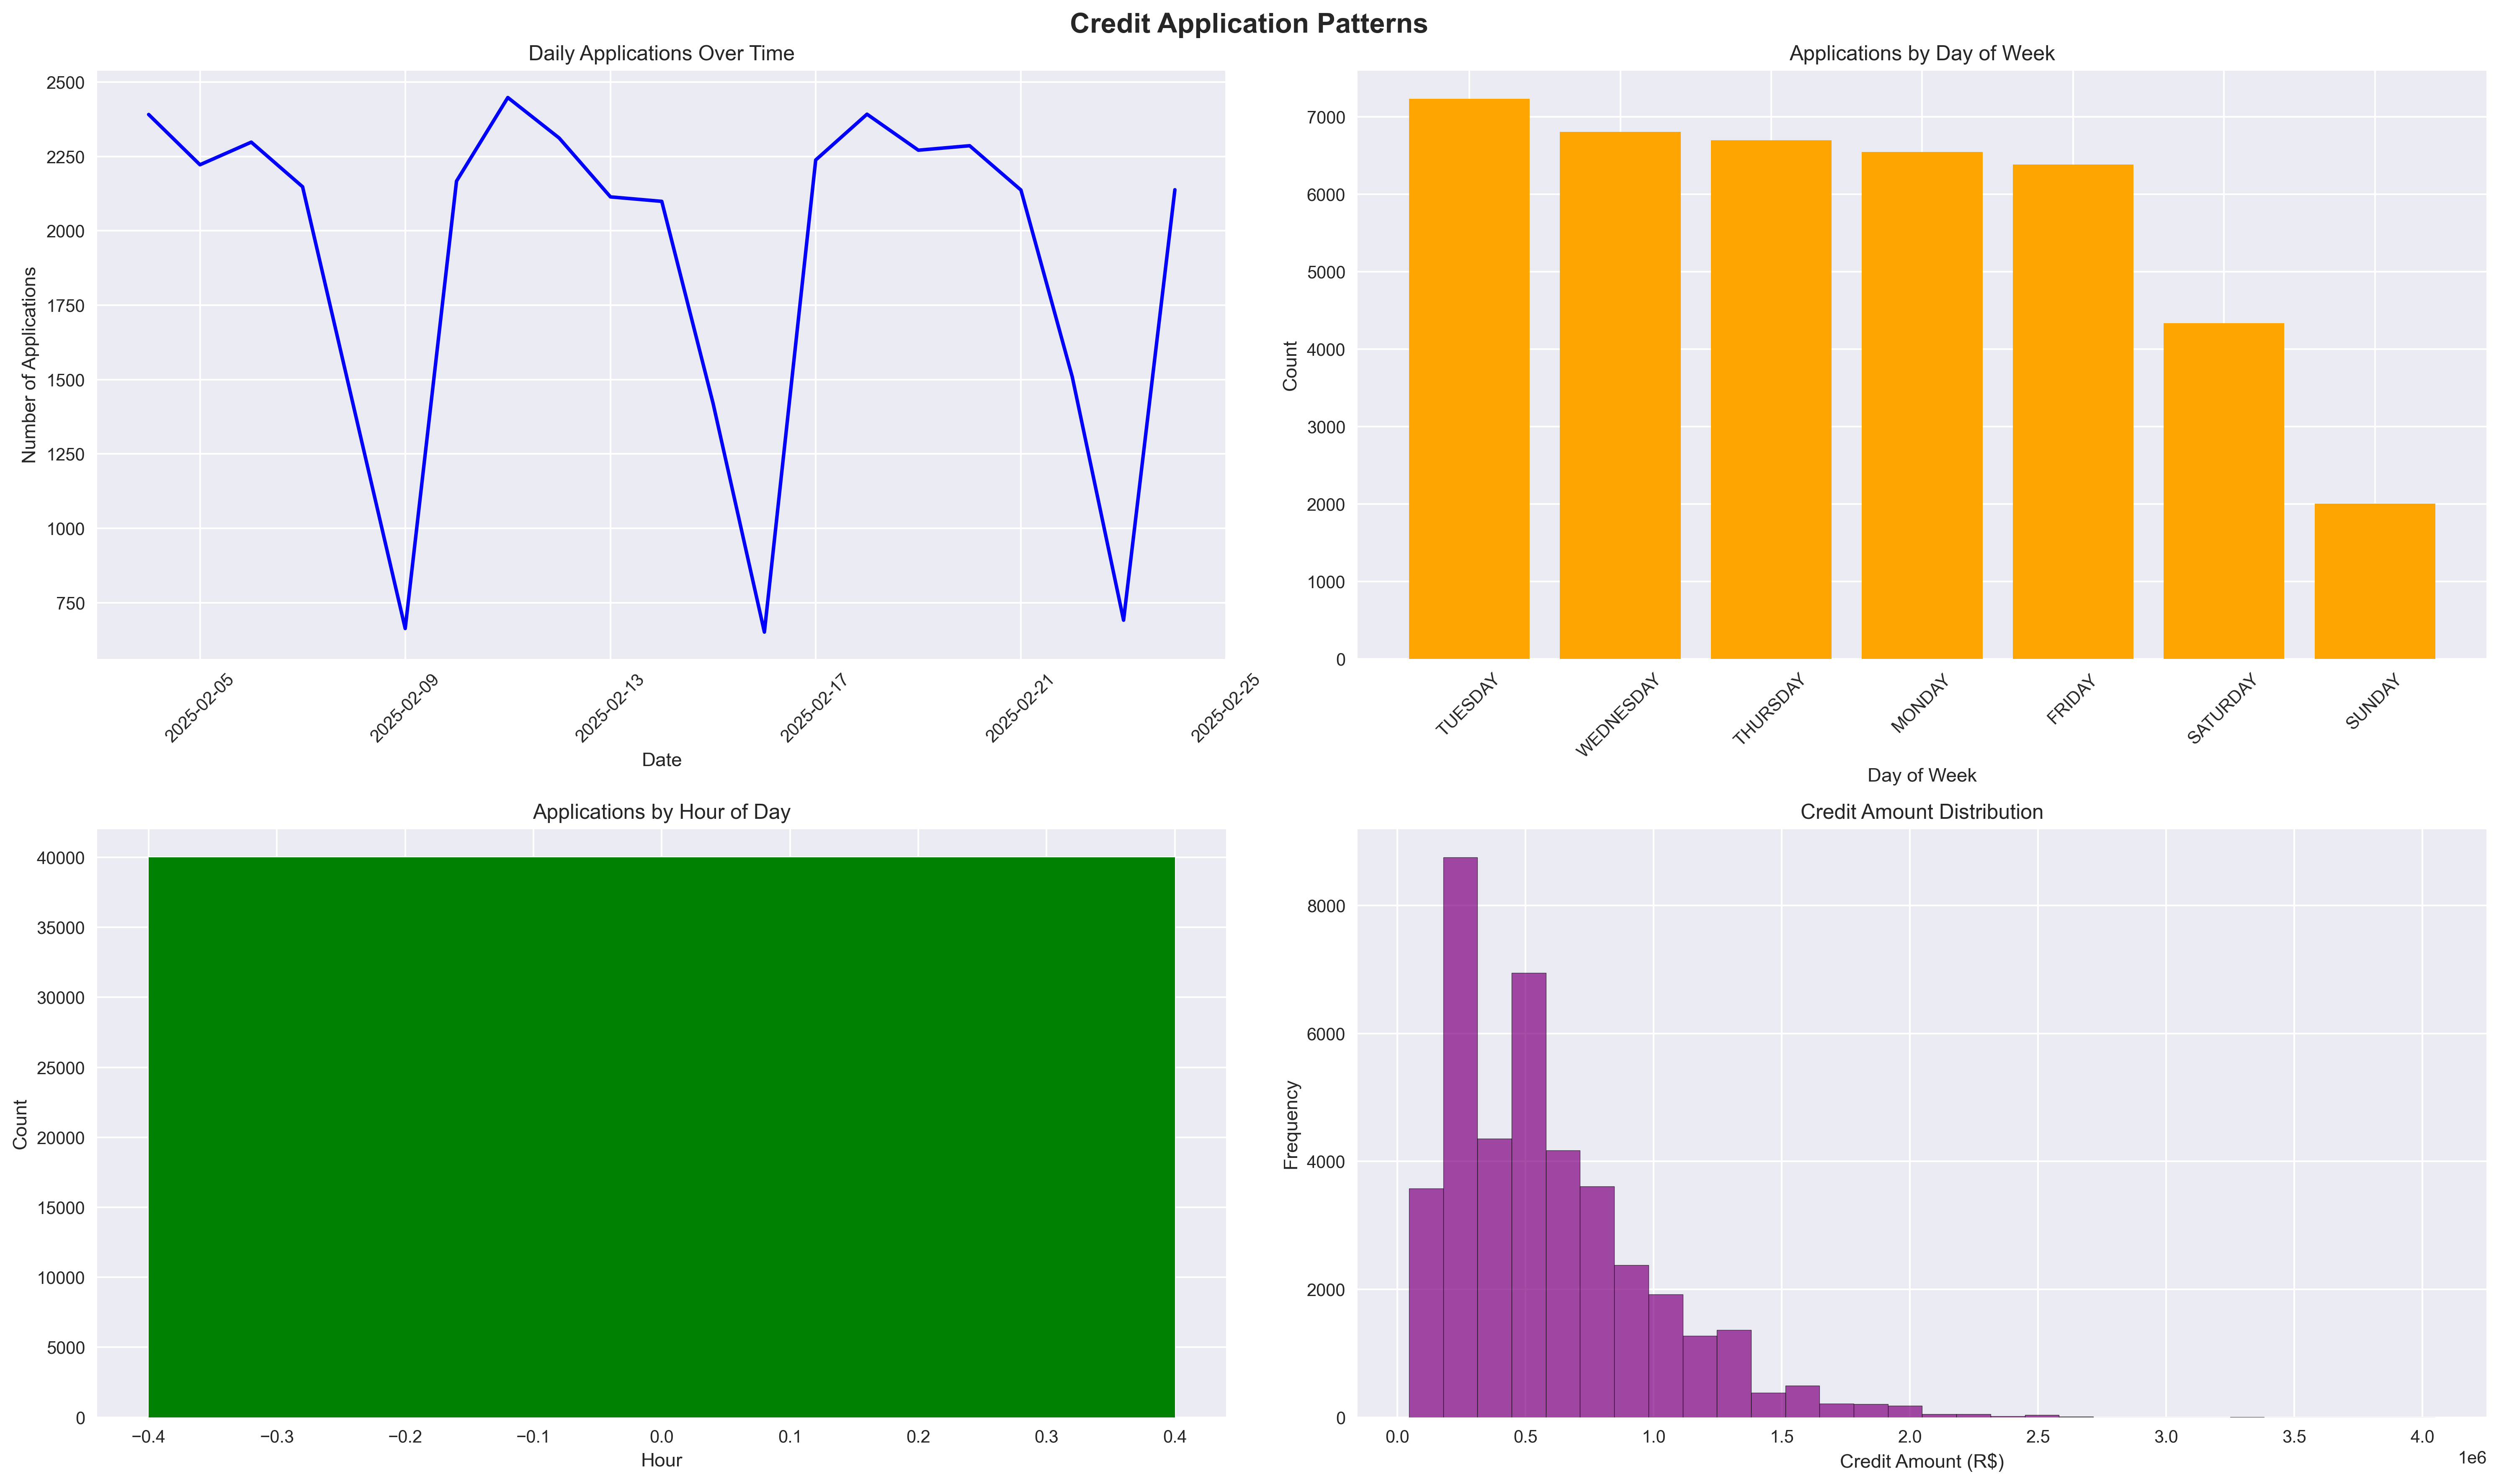 Credit Application Patterns
Daily Applications Over Time
Number of Applications
2500
2250
2000
1750
1500
1250
1000
750
2025-02-05
2025-02-09
2025-02-13
2025-02-17
2025-02-21
2025-02-25
Date
Applications by Day of Week
Count
7000
6000
5000
4000
3000
2000
1000
0
TUESDAY
WEDNESDAY
THURSDAY
MONDAY
FRIDAY
SATURDAY
SUNDAY
Day of Week
Applications by Hour of Day
Count
40000
35000
30000
25000
20000
15000
10000
5000
0
−0.4
−0.3
−0.2
−0.1
0.0
0.1
0.2
0.3
0.4
Hour
Credit Amount Distribution
Frequency
8000
6000
4000
2000
0
0.0
0.5
1.0
1.5
2.0
2.5
3.0
3.5
4.0
1e6
Credit Amount (R$)